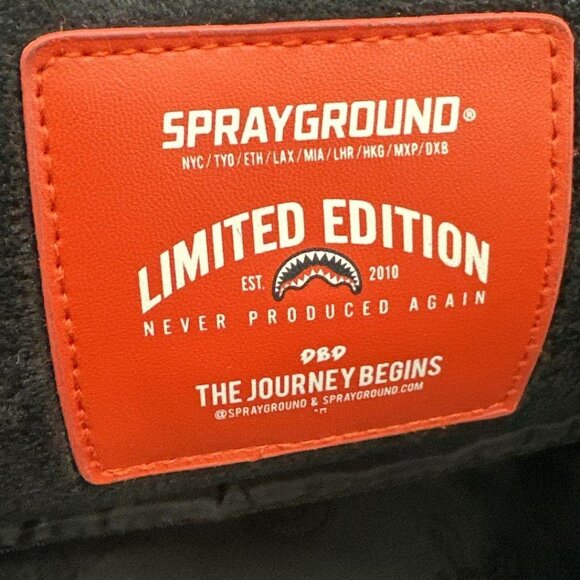 SPRAYGROUND®
NYC/TYO/ETH/LAX/MIA/LHR/HKG/MXP/DXB
LIMITED EDITION
EST. 2010
NEVER PRODUCED AGAIN
DBD
THE JOURNEY BEGINS
@SPRAYGROUND & SPRAYGROUND.COM